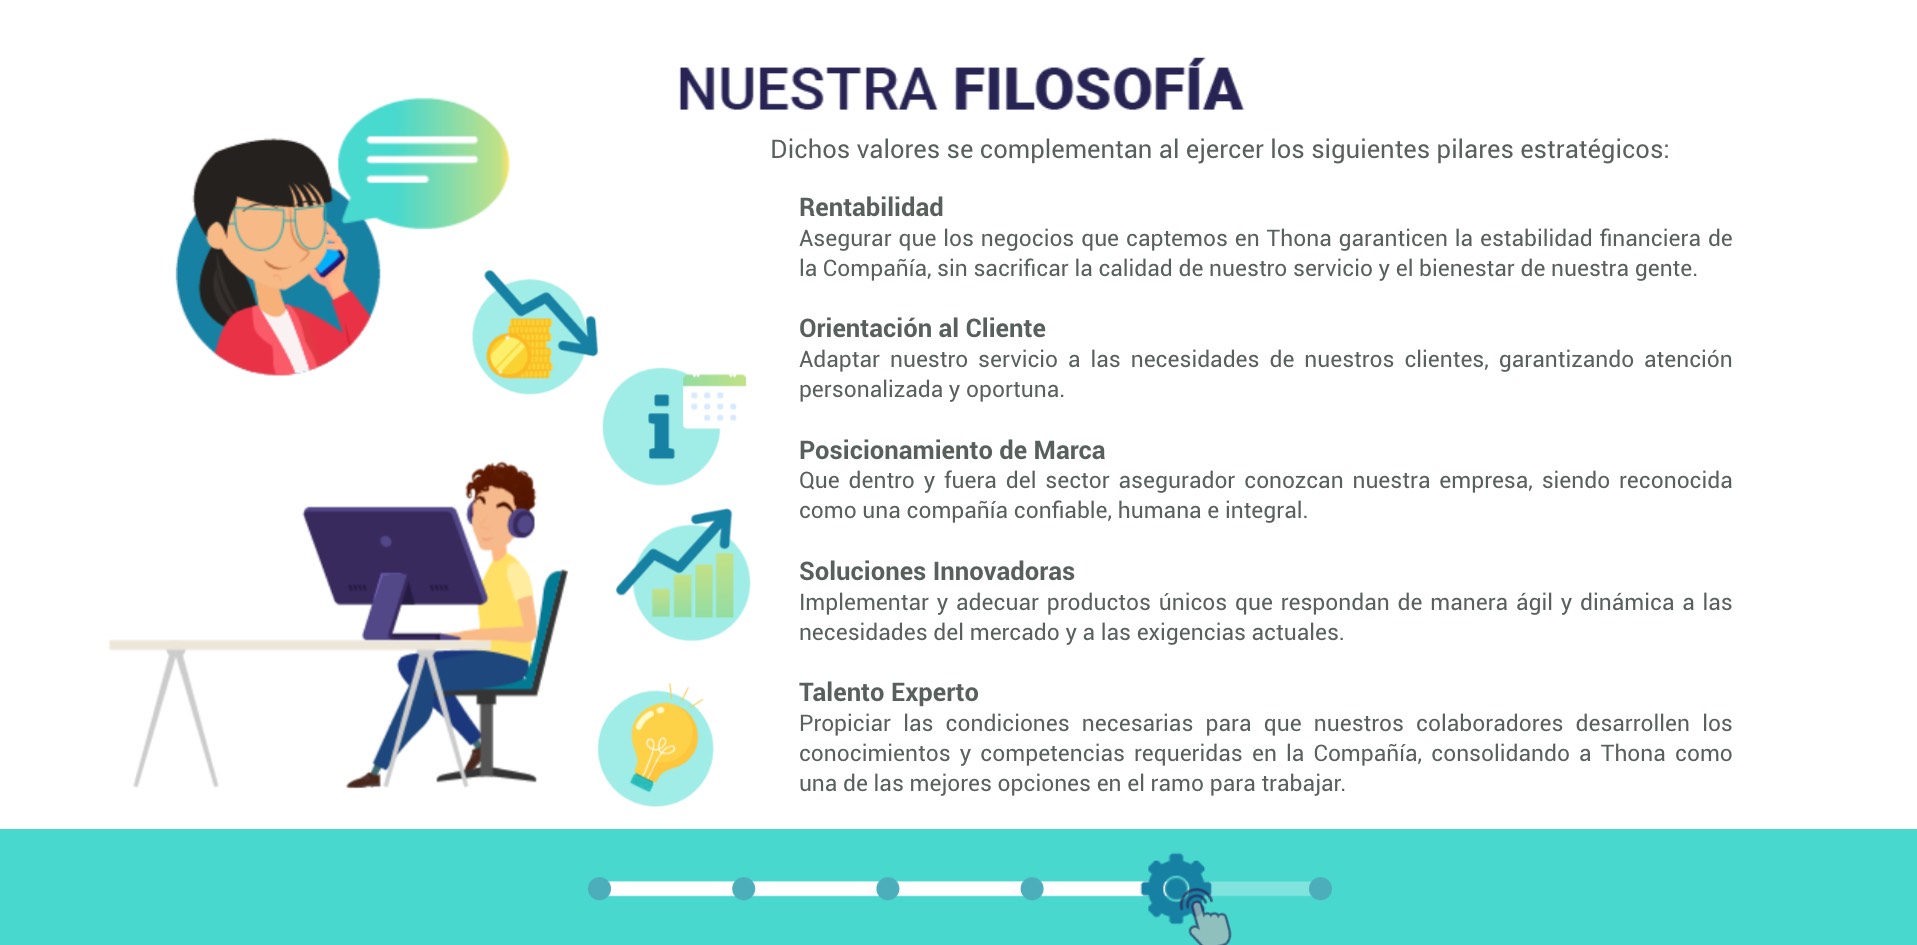 NUESTRA FILOSOFÍA
Dichos valores se complementan al ejercer los siguientes pilares estratégicos:
Rentabilidad
Asegurar que los negocios que captemos en Thona garanticen la estabilidad financiera de
la Compañía, sin sacrificar la calidad de nuestro servicio y el bienestar de nuestra gente.
Orientación al Cliente
Adaptar nuestro servicio a las necesidades de nuestros clientes, garantizando atención
personalizada y oportuna.
Posicionamiento de Marca
Que dentro y fuera del sector asegurador conozcan nuestra empresa, siendo reconocida
como una compañía confiable, humana e integral.
Soluciones Innovadoras
Implementar y adecuar productos únicos que respondan de manera ágil y dinámica a las
necesidades del mercado y a las exigencias actuales.
Talento Experto
Propiciar las condiciones necesarias para que nuestros colaboradores desarrollen los
conocimientos y competencias requeridas en la Compañía, consolidando a Thona como
una de las mejores opciones en el ramo para trabajar.